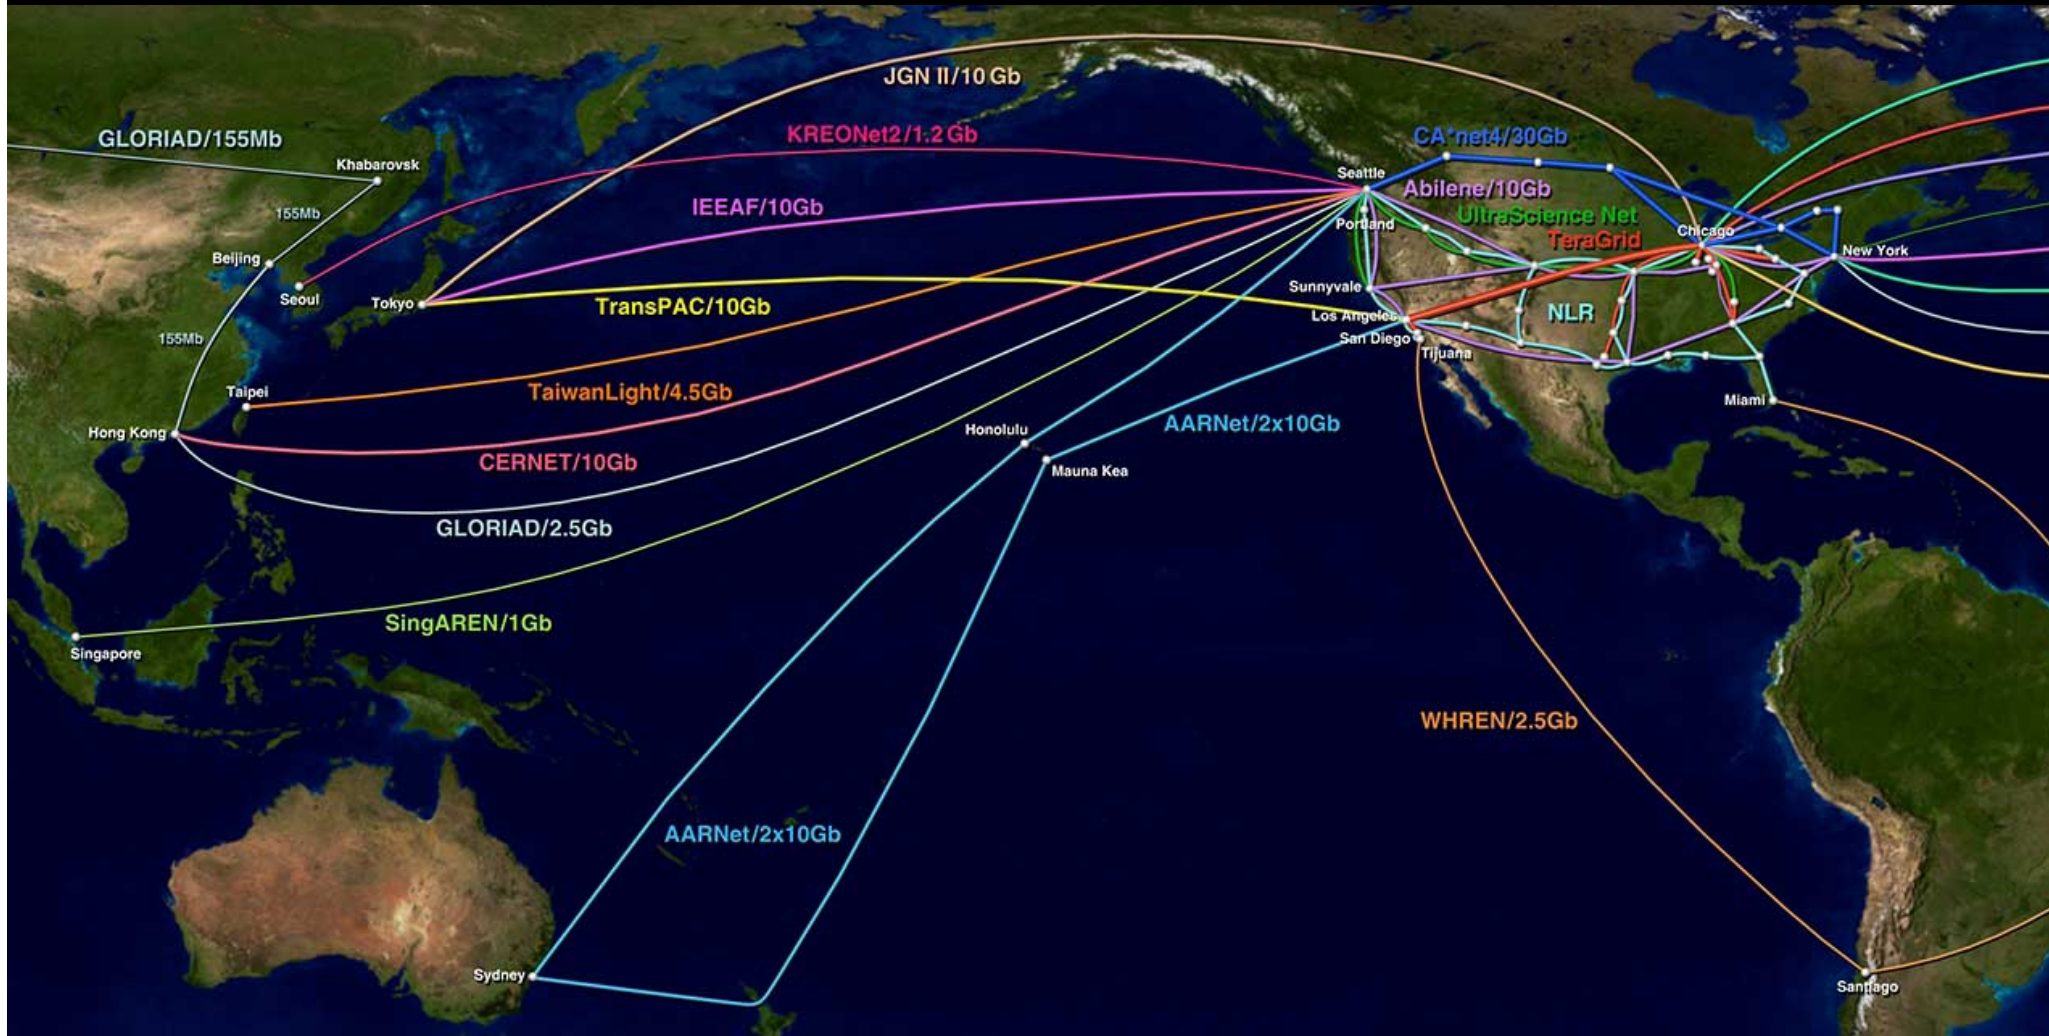 JGN II/10 Gb
KREONet2/1.2 Gb
CA*net4/30Gb
GLORIAD/155Mb
Khabarovsk
Seattle
Abilene/10Gb
IEEAF/10Gb
155Mb
UltraScience Net
Portland
Chicago
TeraGrid
New York
Beijing
Sunnyvale
Seoul
Tokyo
TransPAC/10Gb
NLR
Los Angeles
155Mb
San Diego
Tijuana
Taipei
TaiwanLight/4.5Gb
Miami
AARNet/2x10Gb
Honolulu
Hong Kong
CERNET/10Gb
Mauna Kea
GLORIAD/2.5Gb
SingAREN/1Gb
Singapore
WHREN/2.5Gb
AARNet/2x10Gb
Sydney
Santiago